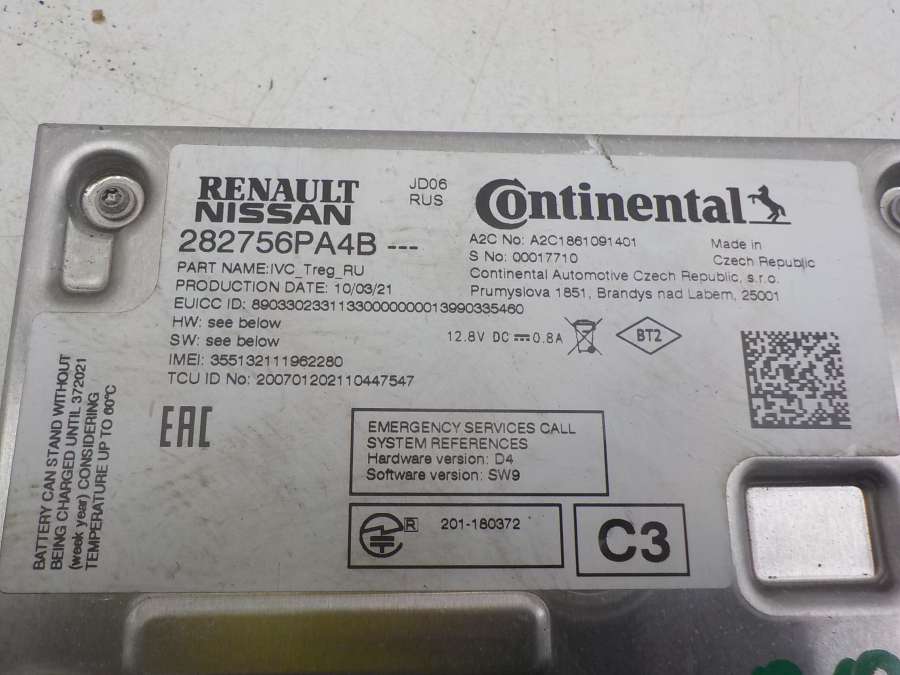 RENAULT
NISSAN
JD06
RUS
Continental
282756PA4B ---
A2C No: A2C1861091401
S No: 00017710
Made in
Czech Republic
Continental Automotive Czech Republic, s.r.o.
Prumyslova 1851, Brandys nad Labem, 25001
PART NAME:IVC_Treg_RU
PRODUCTION DATE: 10/03/21
EUICC ID: 89033023311330000000013990335460
HW: see below
SW: see below
IMEI: 355132111962280
TCU ID No: 200701202110447547
12.8V DC 0.8A
BT2
EAC
EMERGENCY SERVICES CALL
SYSTEM REFERENCES
Hardware version: D4
Software version: SW9
R 201-180372
C3
BATTERY CAN STAND WITHOUT
BEING CHARGED UNTIL 372021
(week year) CONSIDERING
TEMPERATURE UP TO 60°C